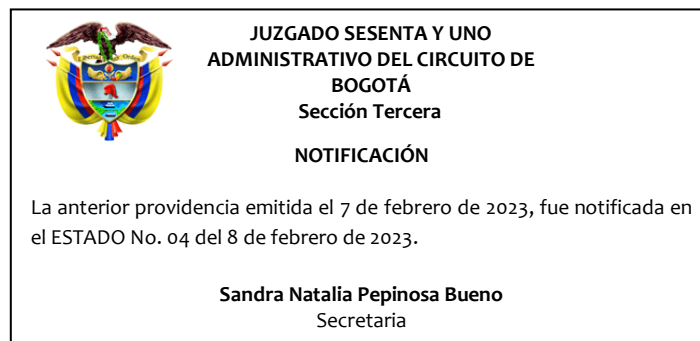 JUZGADO SESENTA Y UNO
ADMINISTRATIVO DEL CIRCUITO DE
BOGOTÁ
Sección Tercera
NOTIFICACIÓN
La anterior providencia emitida el 7 de febrero de 2023, fue notificada en
el ESTADO No. 04 del 8 de febrero de 2023.
Sandra Natalia Pepinosa Bueno
Secretaria